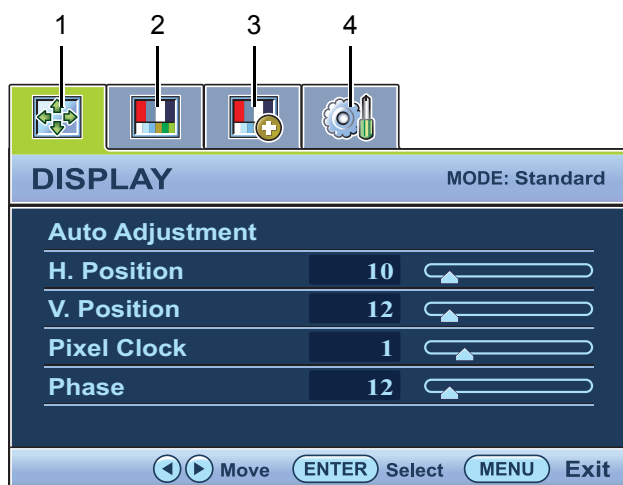 1 2 3 4
DISPLAY MODE: Standard
Auto Adjustment
H. Position 10
V. Position 12
Pixel Clock 1
Phase 12
Move ENTER Select MENU Exit